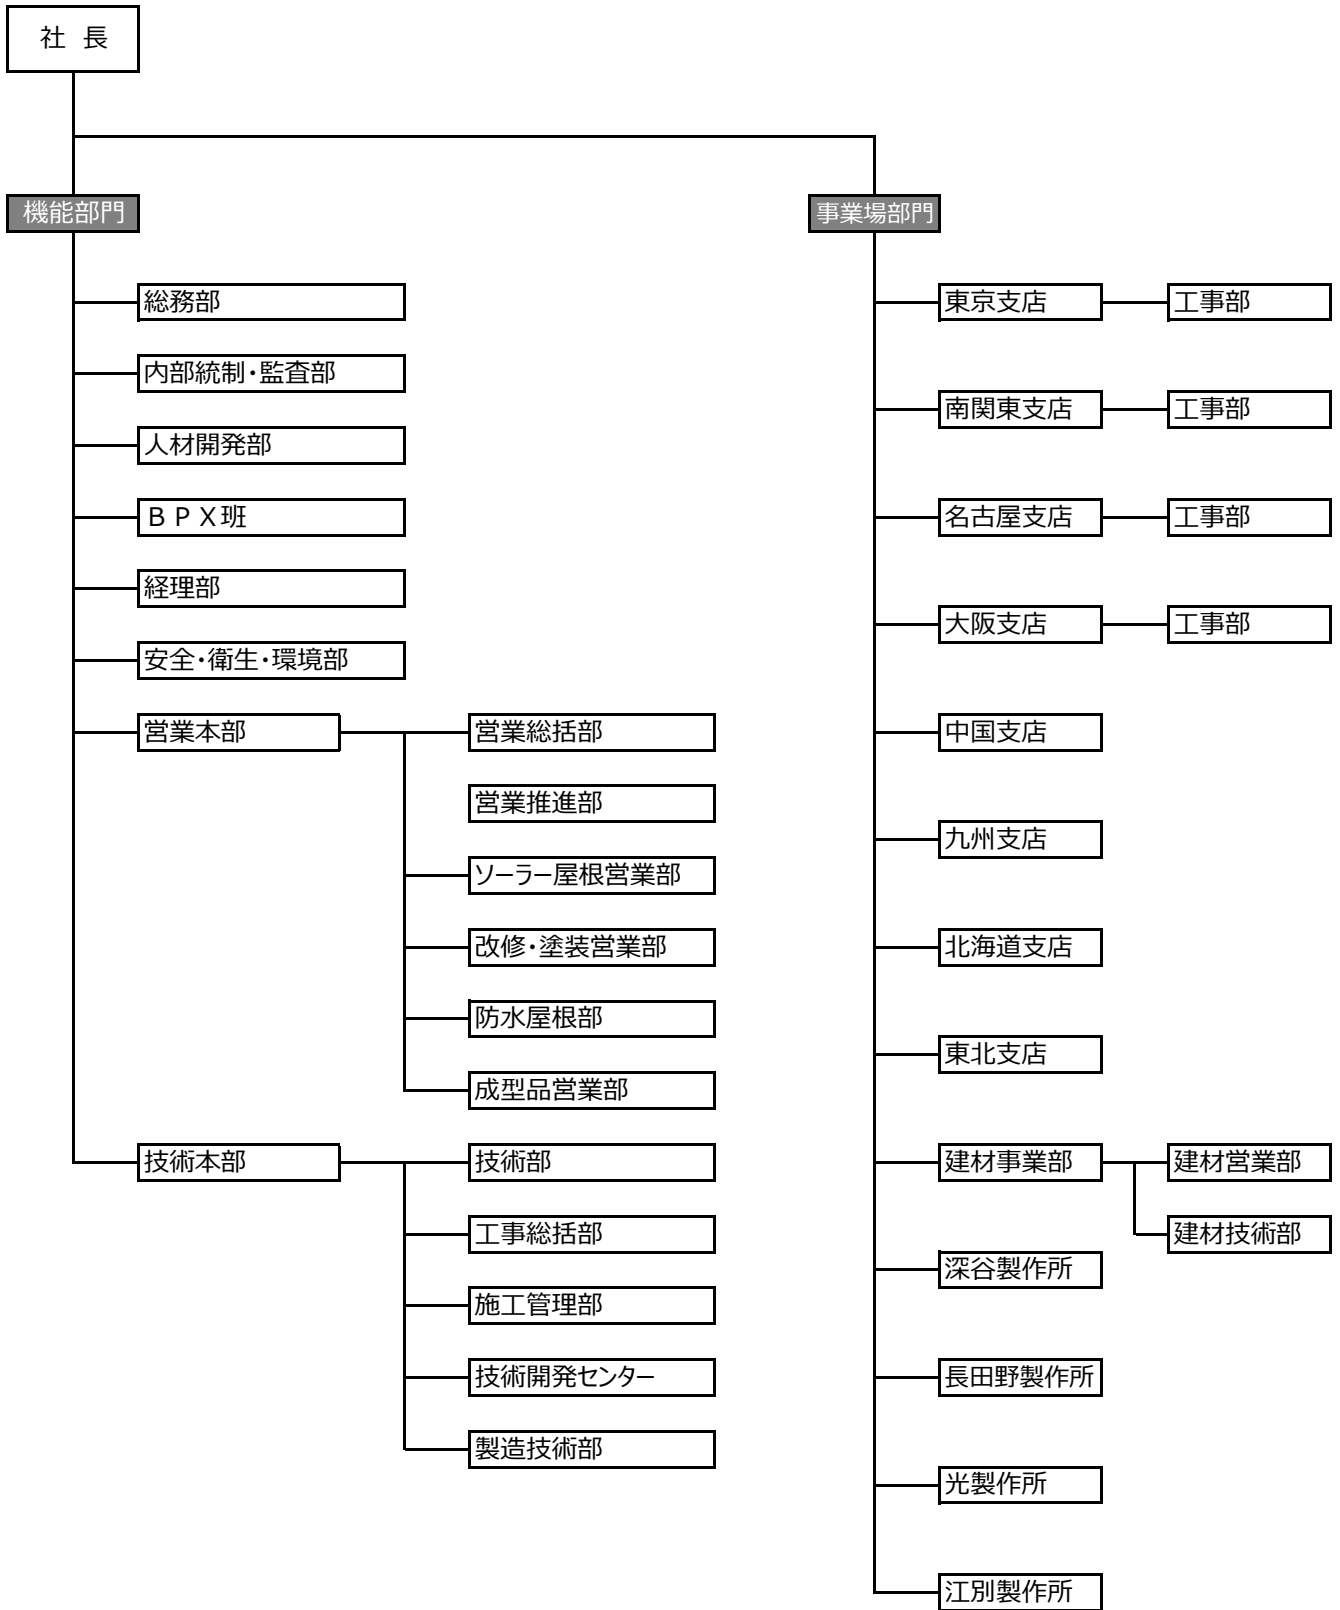 社 長
機能部門
総務部
内部統制・監査部
人材開発部
ＢＰＸ班
経理部
安全・衛生・環境部
営業本部
営業総括部
営業推進部
ソーラー屋根営業部
改修・塗装営業部
防水屋根部
成型品営業部
技術本部
技術部
工事総括部
施工管理部
技術開発センター
製造技術部
事業場部門
東京支店
工事部
南関東支店
工事部
名古屋支店
工事部
大阪支店
工事部
中国支店
九州支店
北海道支店
東北支店
建材事業部
建材営業部
建材技術部
深谷製作所
長田野製作所
光製作所
江別製作所